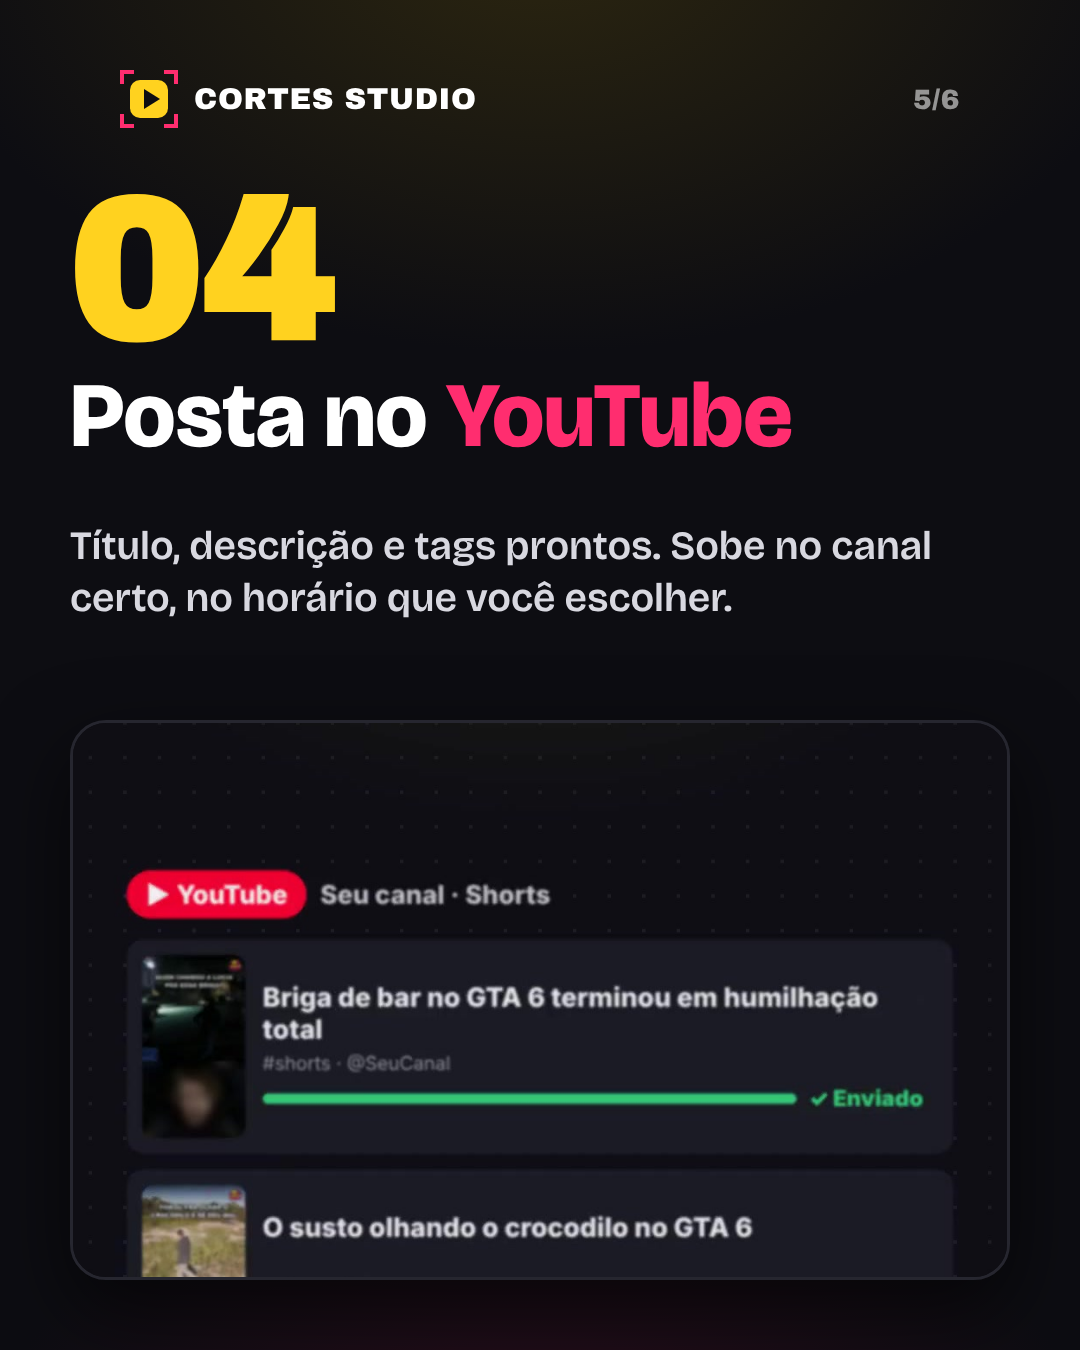 CORTES STUDIO
5/6
04
Posta no YouTube
Título, descrição e tags prontos. Sobe no canal
certo, no horário que você escolher.
YouTube
Seu canal · Shorts
Briga de bar no GTA 6 terminou em humilhação
total
#shorts · @SeuCanal
✓ Enviado
O susto olhando o crocodilo no GTA 6